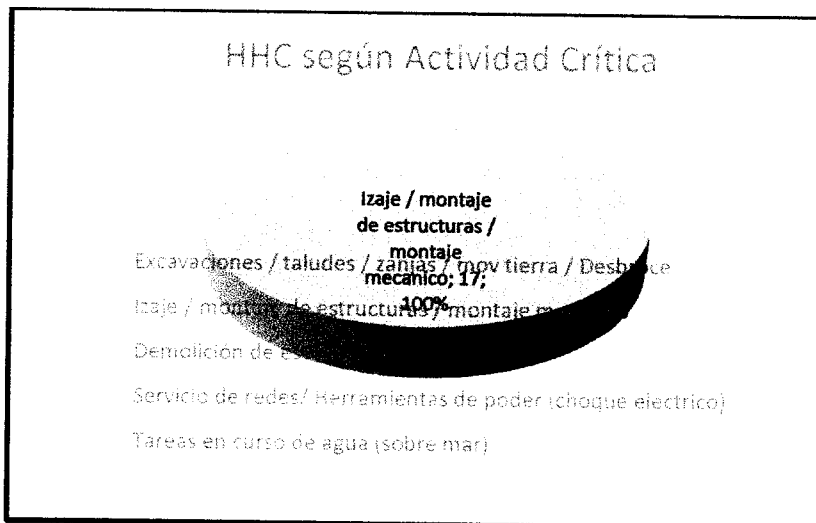 HHC según Actividad Crítica
Izaje / montaje
de estructuras /
montaje
mecánico; 17;
100%
Excavaciones / taludes / zanjas / mov tierra / Desbroce
Izaje / montaje de estructuras / montaje
Demolición de
Servicio de redes/ Herramientas de poder (choque electrico)
Tareas en curso de agua (sobre mar)